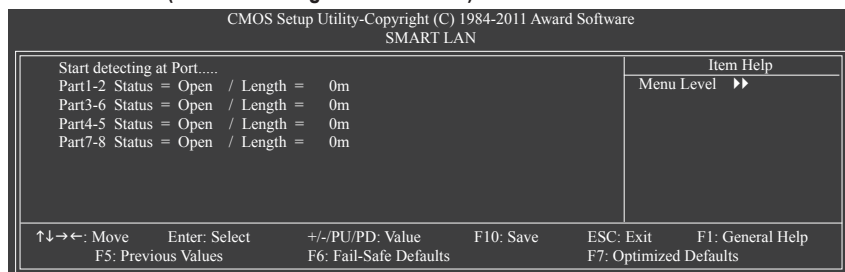 CMOS Setup Utility-Copyright (C) 1984-2011 Award Software
SMART LAN
Start detecting at Port.....
Part1-2 Status = Open / Length = 0m
Part3-6 Status = Open / Length = 0m
Part4-5 Status = Open / Length = 0m
Part7-8 Status = Open / Length = 0m
Item Help
Menu Level ▶▶
↑↓→←: Move Enter: Select +/-/PU/PD: Value F10: Save ESC: Exit F1: General Help
F5: Previous Values F6: Fail-Safe Defaults F7: Optimized Defaults